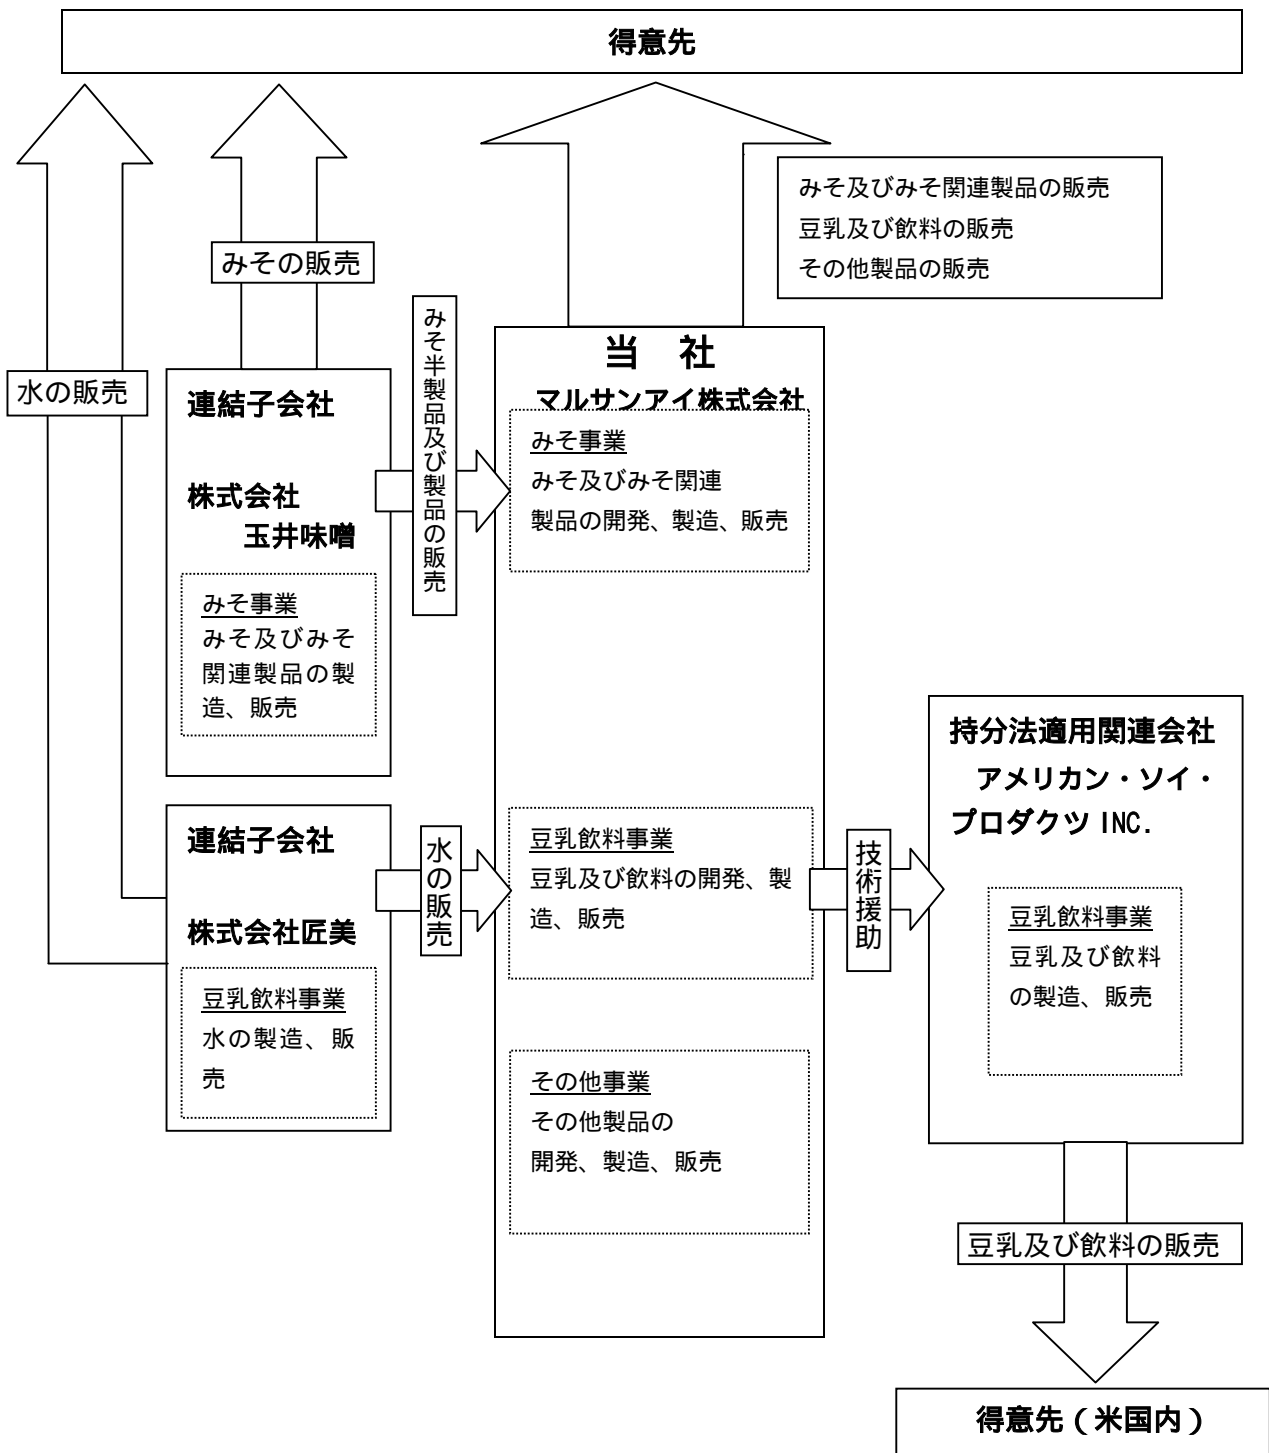 得意先
みそ及びみそ関連製品の販売
豆乳及び飲料の販売
その他製品の販売
みその販売
水の販売
みそ半製品及び製品の販売
連結子会社
株式会社
玉井味噌
みそ事業
みそ及びみそ
関連製品の製
造、販売
当 社
マルサンアイ株式会社
みそ事業
みそ及びみそ関連
製品の開発、製造、販売
連結子会社
株式会社匠美
豆乳飲料事業
水の製造、販
売
水の販売
豆乳飲料事業
豆乳及び飲料の開発、製
造、販売
その他事業
その他製品の
開発、製造、販売
技術援助
持分法適用関連会社
アメリカン・ソイ・
プロダクツ INC.
豆乳飲料事業
豆乳及び飲料
の製造、販売
豆乳及び飲料の販売
得意先（米国内）